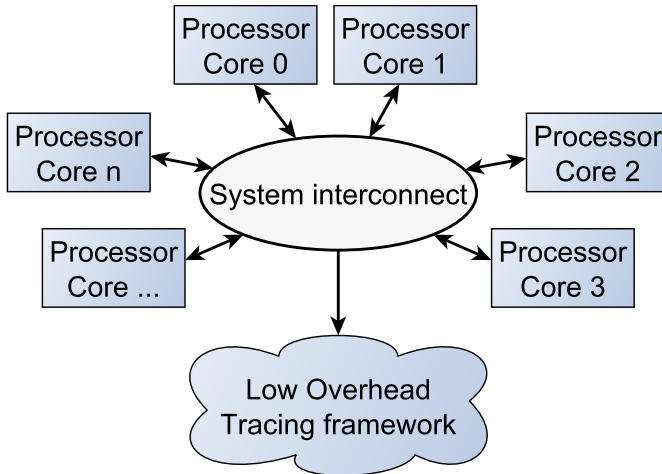 Processor
Core 0
Processor
Core 1
Processor
Core n
Processor
Core 2
System interconnect
Processor
Core ...
Processor
Core 3
Low Overhead
Tracing framework